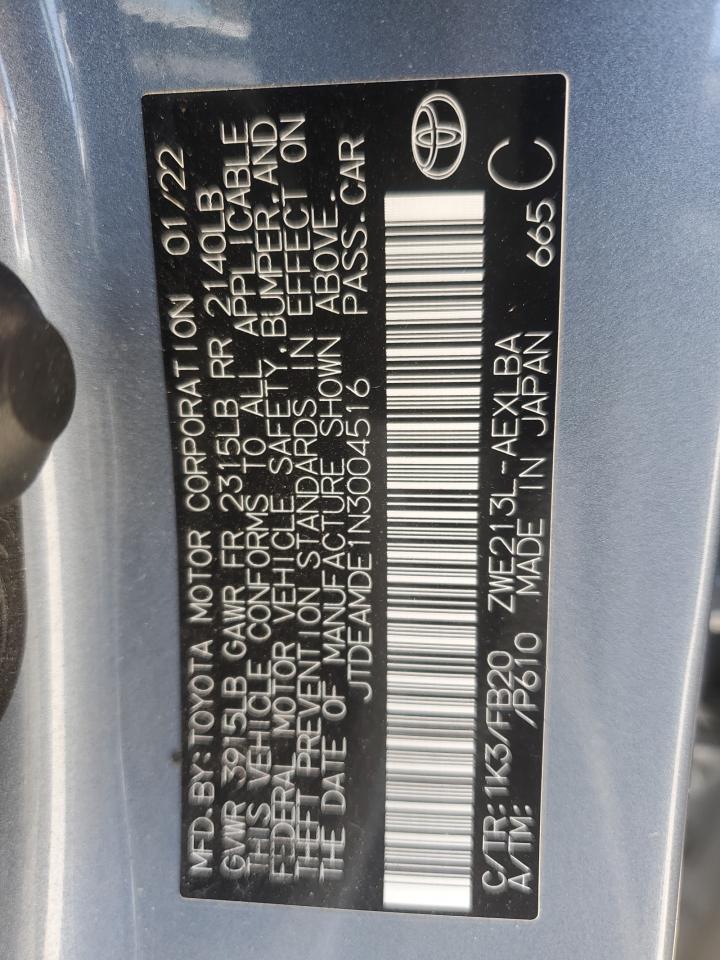 MFD.BY:TOYOTA MOTOR CORPORATION 01/22
GVWR 3915LB GAWR FR 2315LB RR 2140LB
THIS VEHICLE CONFORMS TO ALL APPLICABLE
FEDERAL MOTOR VEHICLE SAFETY,BUMPER,AND
THEFT PREVENTION STANDARDS IN EFFECT ON
THE DATE OF MANUFACTURE SHOWN ABOVE.
JTDEAMDE1N3004516 PASS.CAR
C/TR:1K3/FB20 ZWE213L-AEXLBA
A/TM: /P610 MADE IN JAPAN 665 C